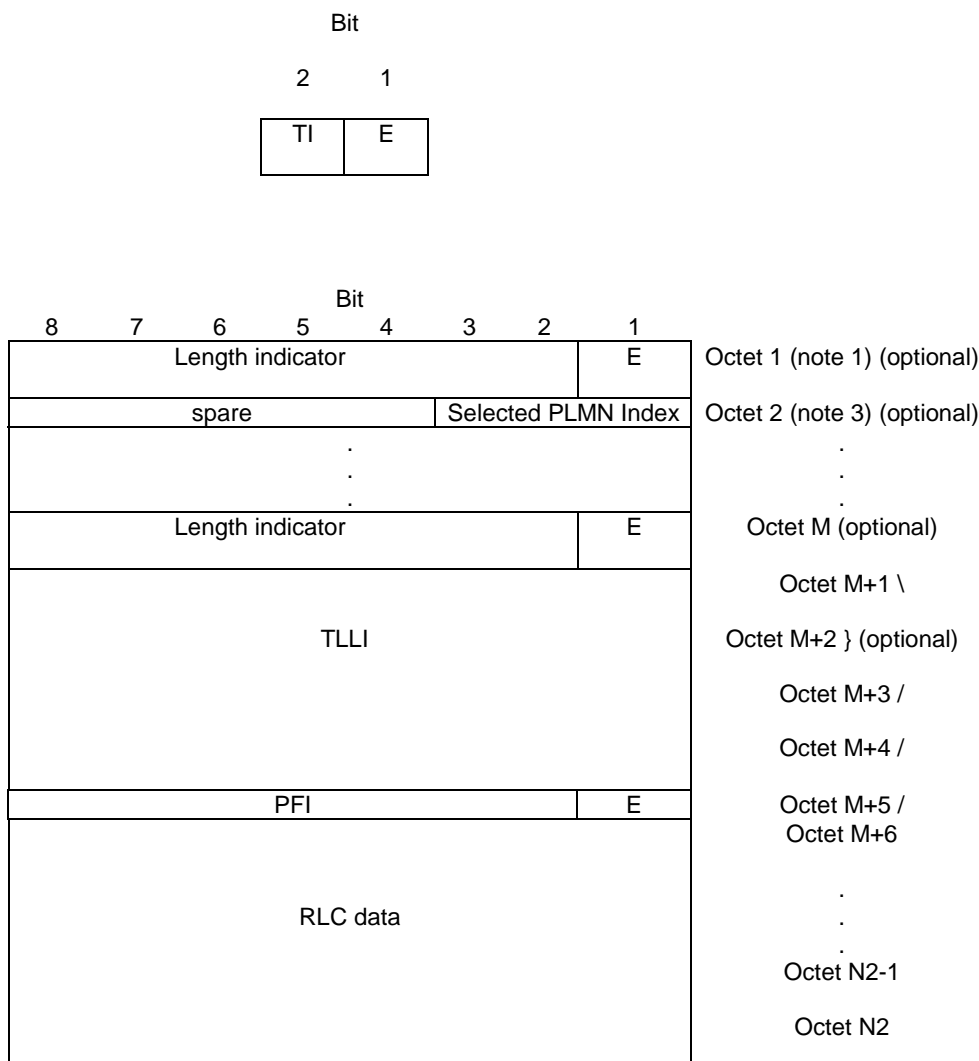 Bit
2 1
TI E
Bit
8 7 6 5 4 3 2 1
Length indicator E Octet 1 (note 1) (optional)
spare Selected PLMN Index Octet 2 (note 3) (optional)
. .
. .
. .
Length indicator E Octet M (optional)
Octet M+1 \
TLLI Octet M+2 } (optional)
Octet M+3 /
Octet M+4 /
PFI E Octet M+5 /
Octet M+6
.
RLC data .
.
Octet N2-1
Octet N2